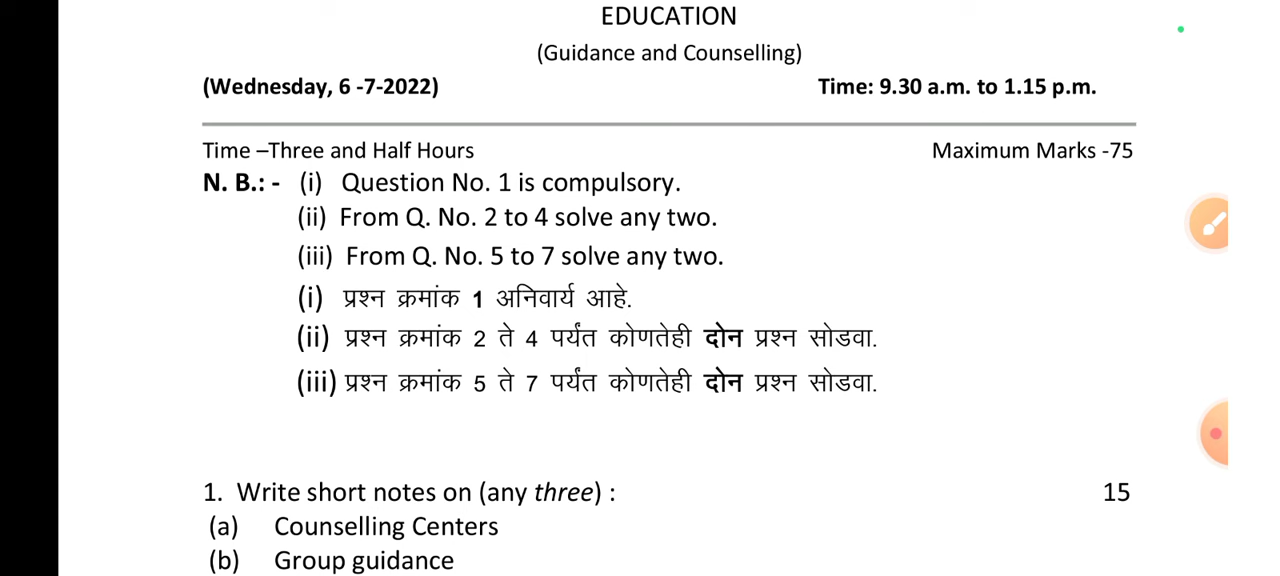 EDUCATION
(Guidance and Counselling)
(Wednesday, 6 -7-2022) Time: 9.30 a.m. to 1.15 p.m.
Time –Three and Half Hours Maximum Marks -75
N. B.: - (i) Question No. 1 is compulsory.
(ii) From Q. No. 2 to 4 solve any two.
(iii) From Q. No. 5 to 7 solve any two.
(i) प्रश्न क्रमांक 1 अनिवार्य आहे.
(ii) प्रश्न क्रमांक 2 ते 4 पर्यंत कोणतेही दोन प्रश्न सोडवा.
(iii) प्रश्न क्रमांक 5 ते 7 पर्यंत कोणतेही दोन प्रश्न सोडवा.
1. Write short notes on (any three) : 15
(a) Counselling Centers
(b) Group guidance